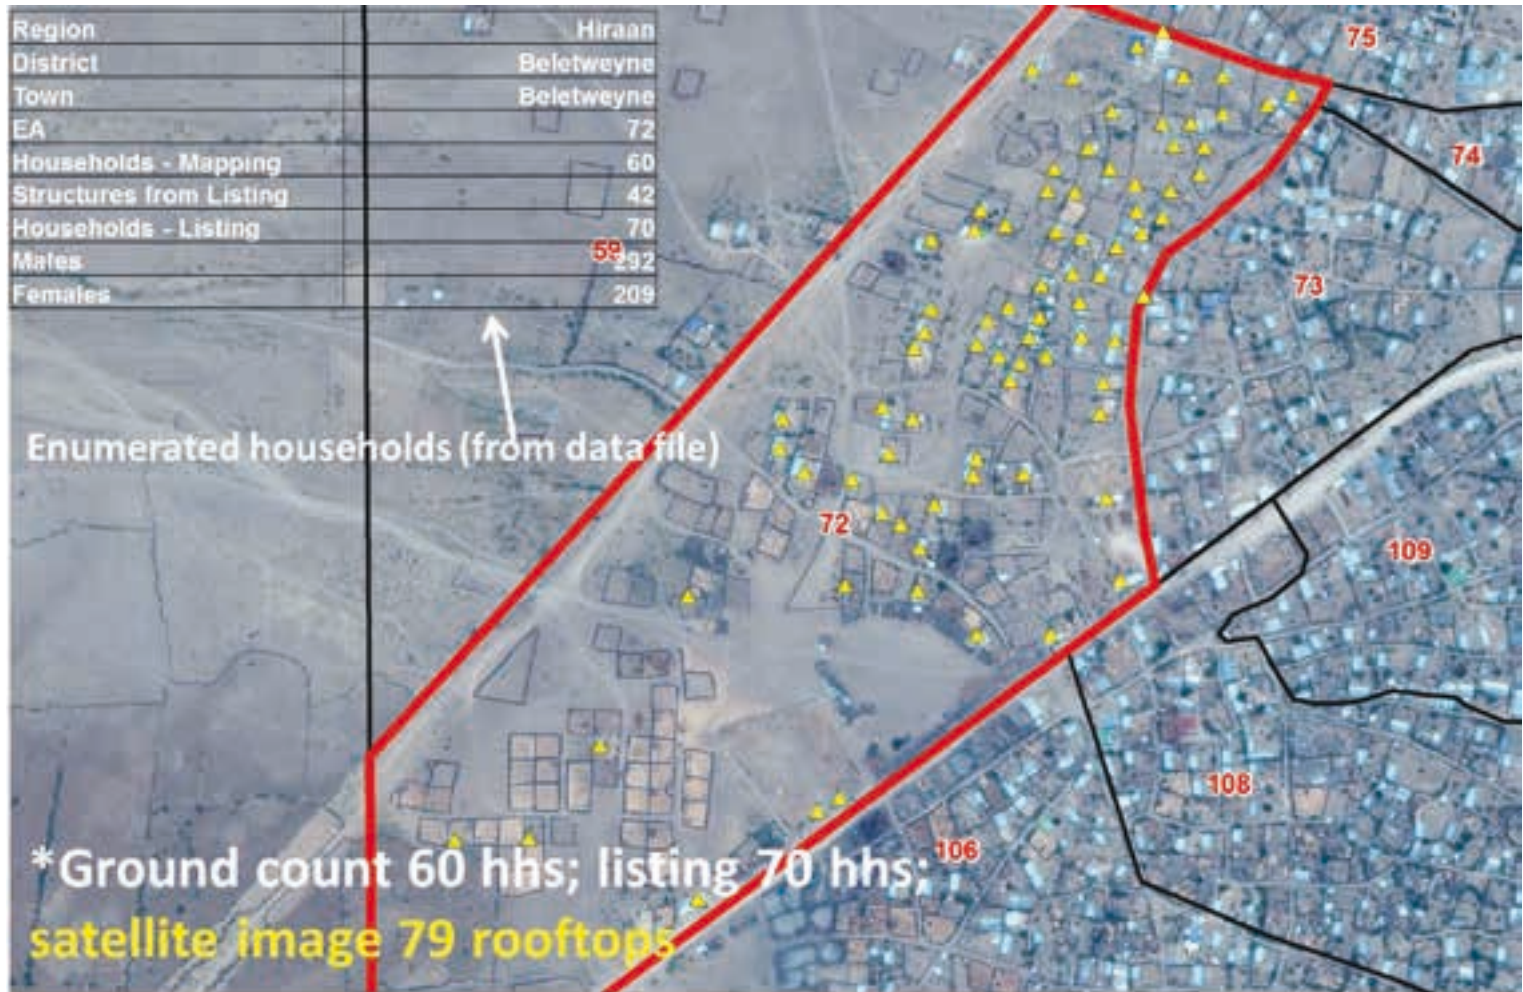 Region Hiraan
District Beletweyne
Town Beletweyne
EA 72
Households - Mapping 60
Structures from Listing 42
Households - Listing 70
Males 292
Females 209
59
75
74
73
Enumerated households (from data file)
72
109
108
106
*Ground count 60 hhs; listing 70 hhs;
satellite image 79 rooftops